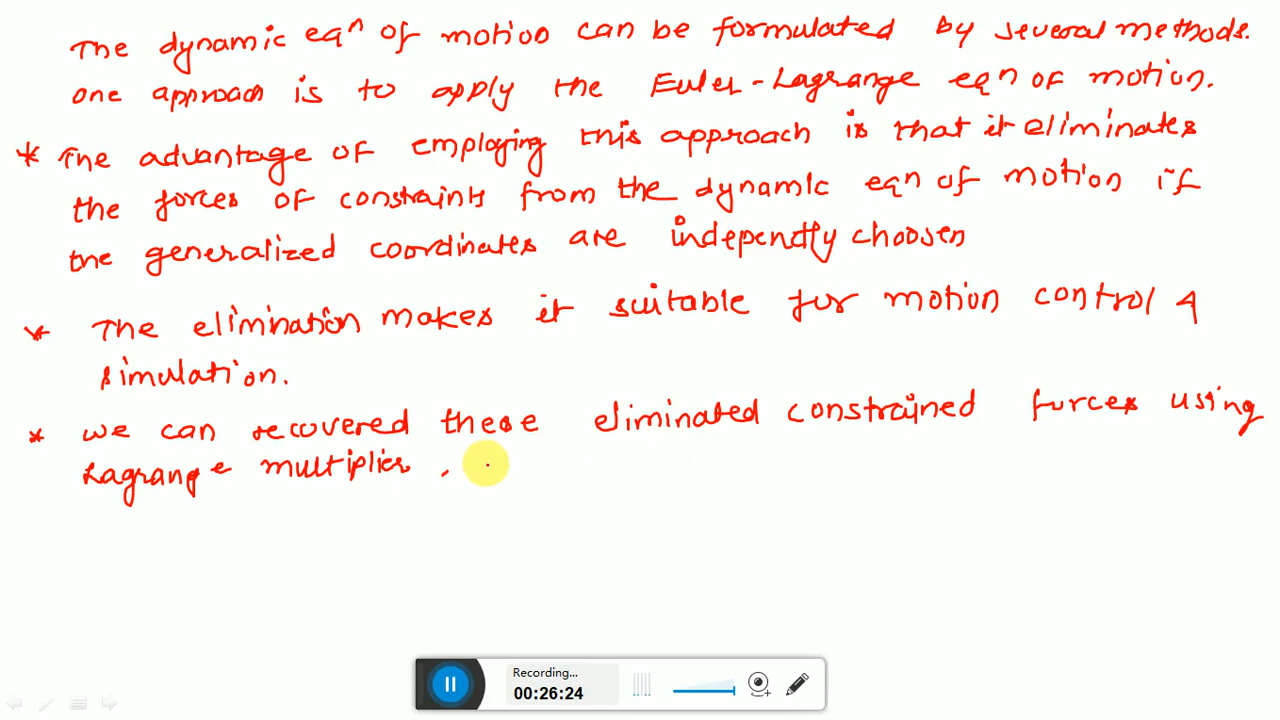 The dynamic eqn of motion can be formulated by several methods.
one approach is to apply the Euler-Lagrange eqn of motion.
* The advantage of employing this approach is that it eliminates
the forces of constraints from the dynamic eqn of motion if
the generalized coordinates are independly choosen
* The elimination makes it suitable for motion control &
simulation.
* we can recovered these eliminated constrained forces using
Lagrange multiplier.
Recording...
00:26:24